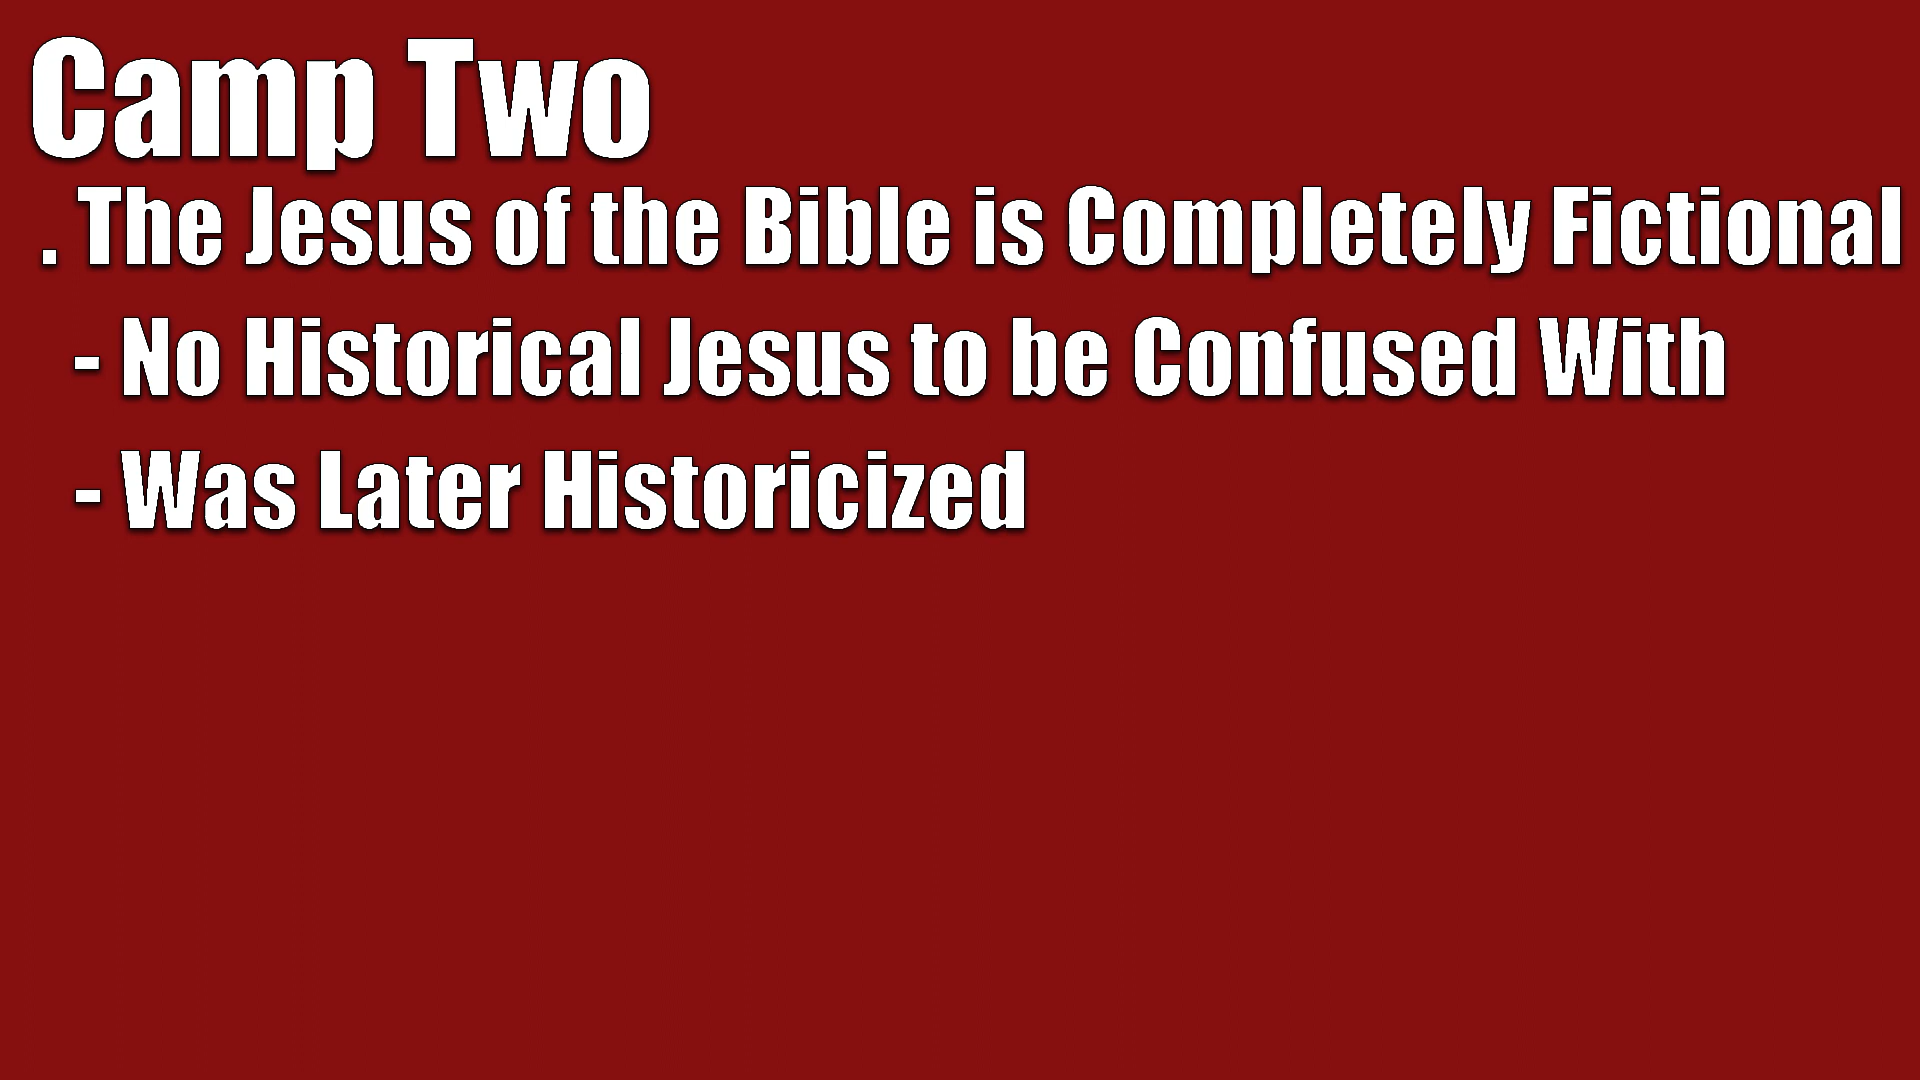 Camp Two
. The Jesus of the Bible is Completely Fictional
- No Historical Jesus to be Confused With
- Was Later Historicized